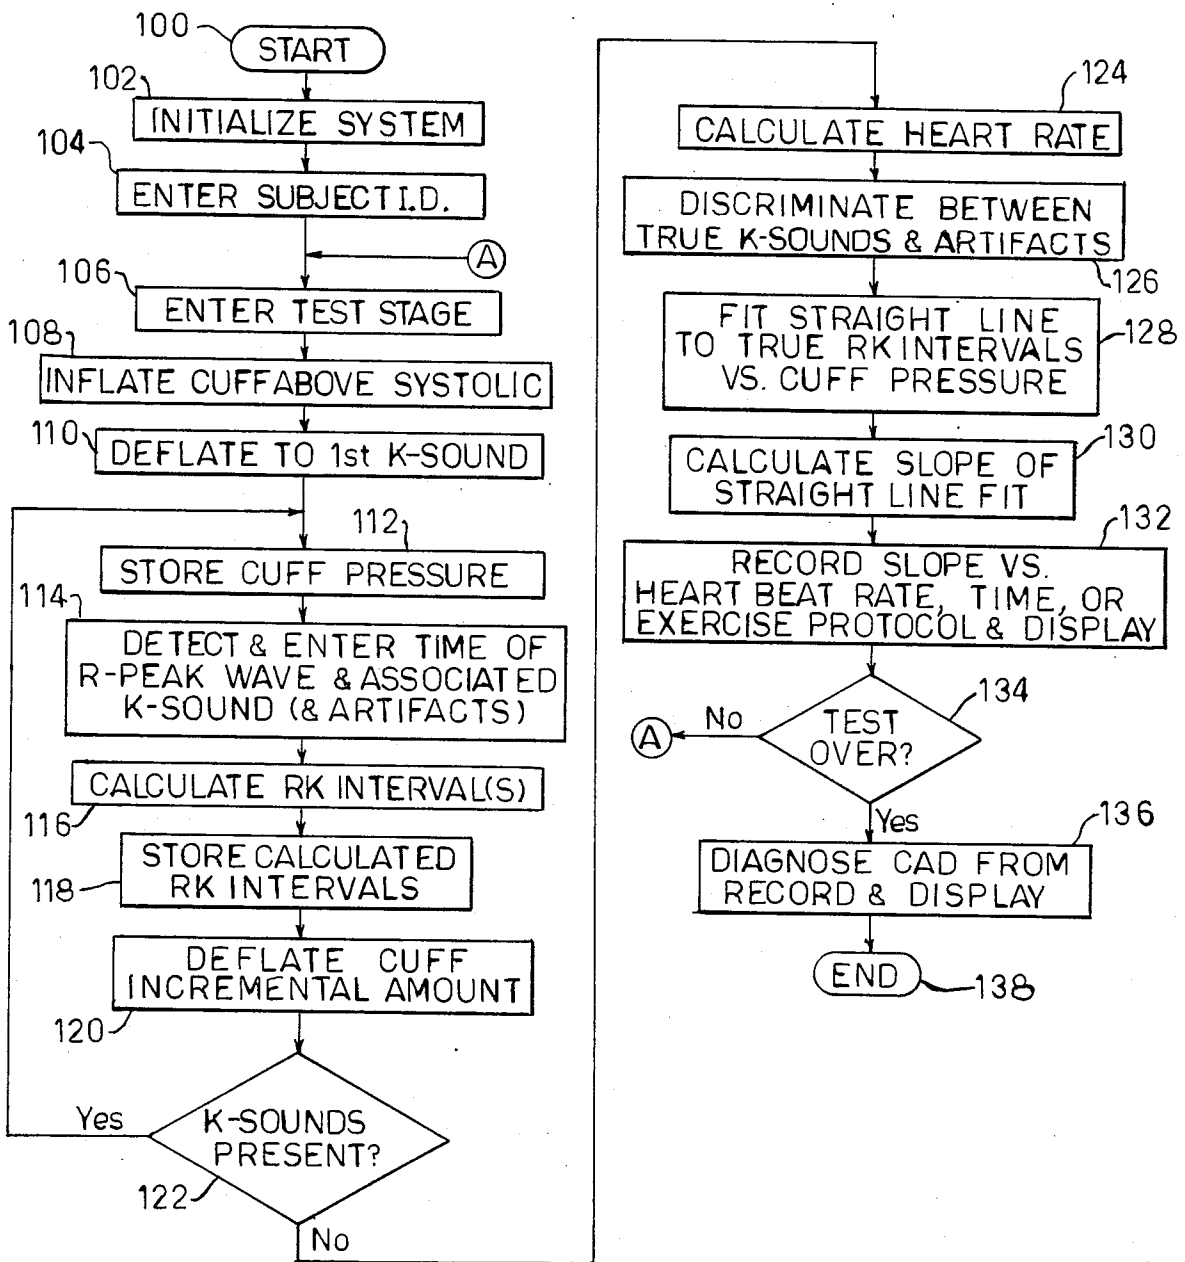 100
START
102
INITIALIZE SYSTEM
104
ENTER SUBJECT I.D.
A
106
ENTER TEST STAGE
108
INFLATE CUFF ABOVE SYSTOLIC
110
DEFLATE TO 1st K-SOUND
112
STORE CUFF PRESSURE
114
DETECT & ENTER TIME OF
R-PEAK WAVE & ASSOCIATED
K-SOUND (& ARTIFACTS)
CALCULATE RK INTERVAL(S)
116
STORE CALCULATED
RK INTERVALS
118
DEFLATE CUFF
INCREMENTAL AMOUNT
120
Yes
K-SOUNDS
PRESENT?
122
No
124
CALCULATE HEART RATE
DISCRIMINATE BETWEEN
TRUE K-SOUNDS & ARTIFACTS
126
FIT STRAIGHT LINE
TO TRUE RK INTERVALS
VS. CUFF PRESSURE
128
130
CALCULATE SLOPE OF
STRAIGHT LINE FIT
132
RECORD SLOPE VS.
HEART BEAT RATE, TIME, OR
EXERCISE PROTOCOL & DISPLAY
134
A
No
TEST
OVER?
Yes
136
DIAGNOSE CAD FROM
RECORD & DISPLAY
END
138